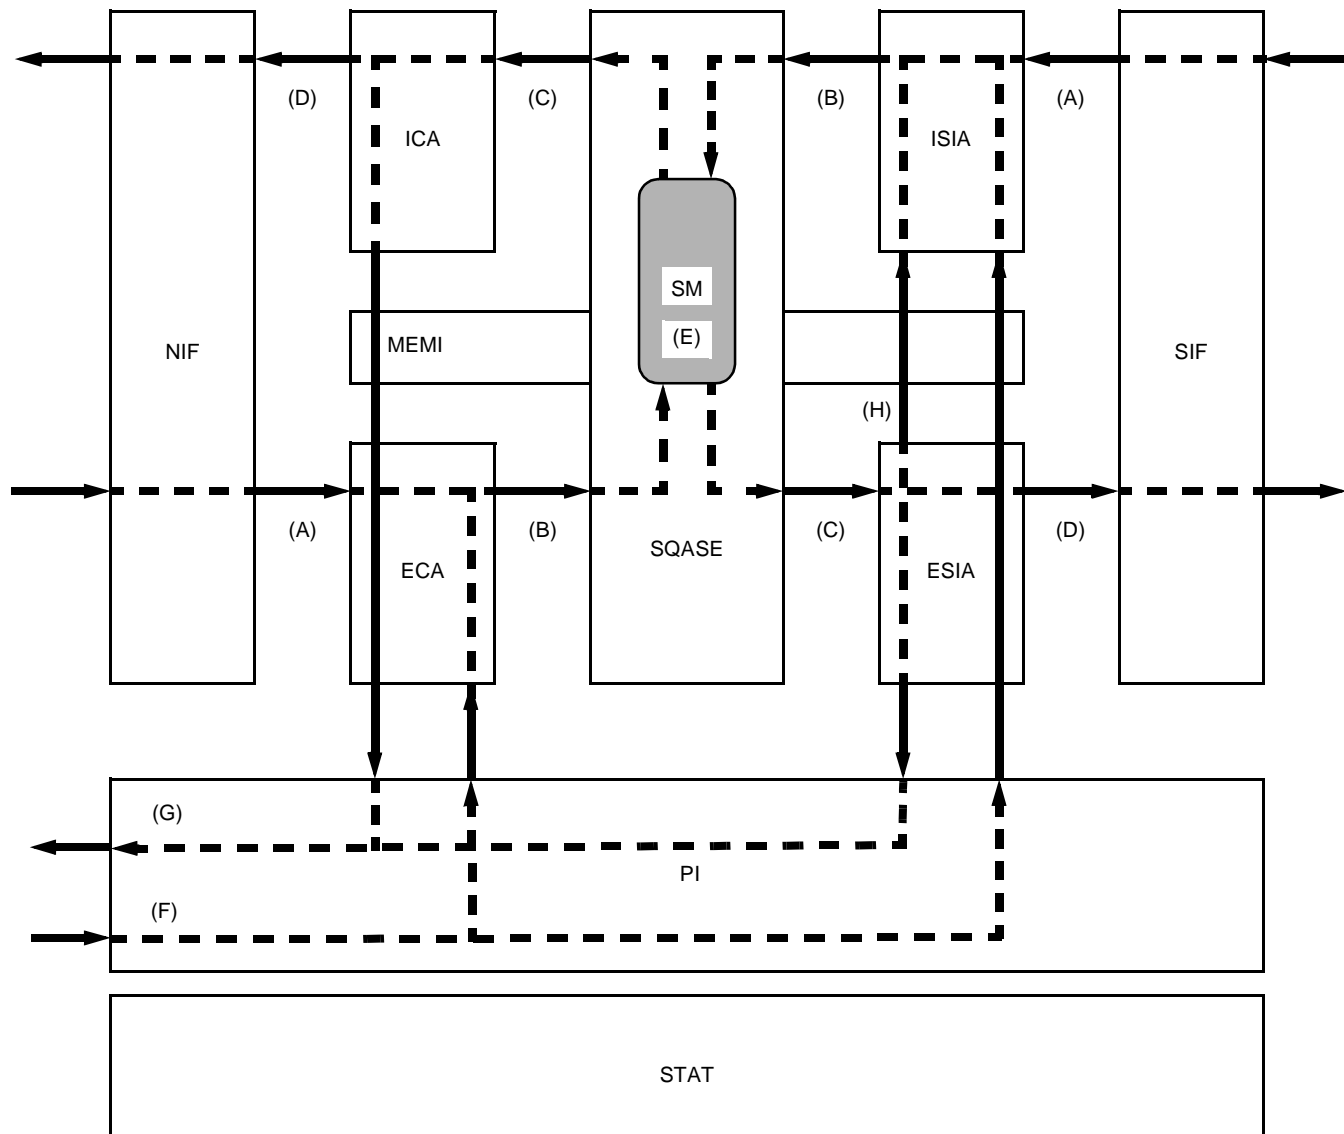 (D)
(C)
(B)
(A)
ICA
ISIA
SM
(E)
NIF
MEMI
SIF
(H)
(A)
(B)
(C)
(D)
SQASE
ECA
ESIA
(G)
PI
(F)
STAT